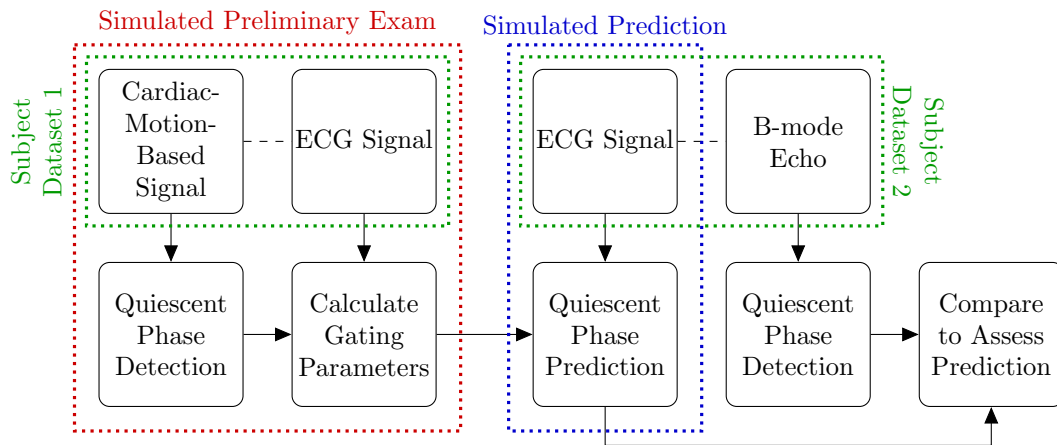 Simulated Preliminary Exam
Simulated Prediction
Subject
Dataset 1
Cardiac-
Motion-
Based
Signal
ECG Signal
ECG Signal
B-mode
Echo
Subject
Dataset 2
Quiescent
Phase
Detection
Calculate
Gating
Parameters
Quiescent
Phase
Prediction
Quiescent
Phase
Detection
Compare
to Assess
Prediction